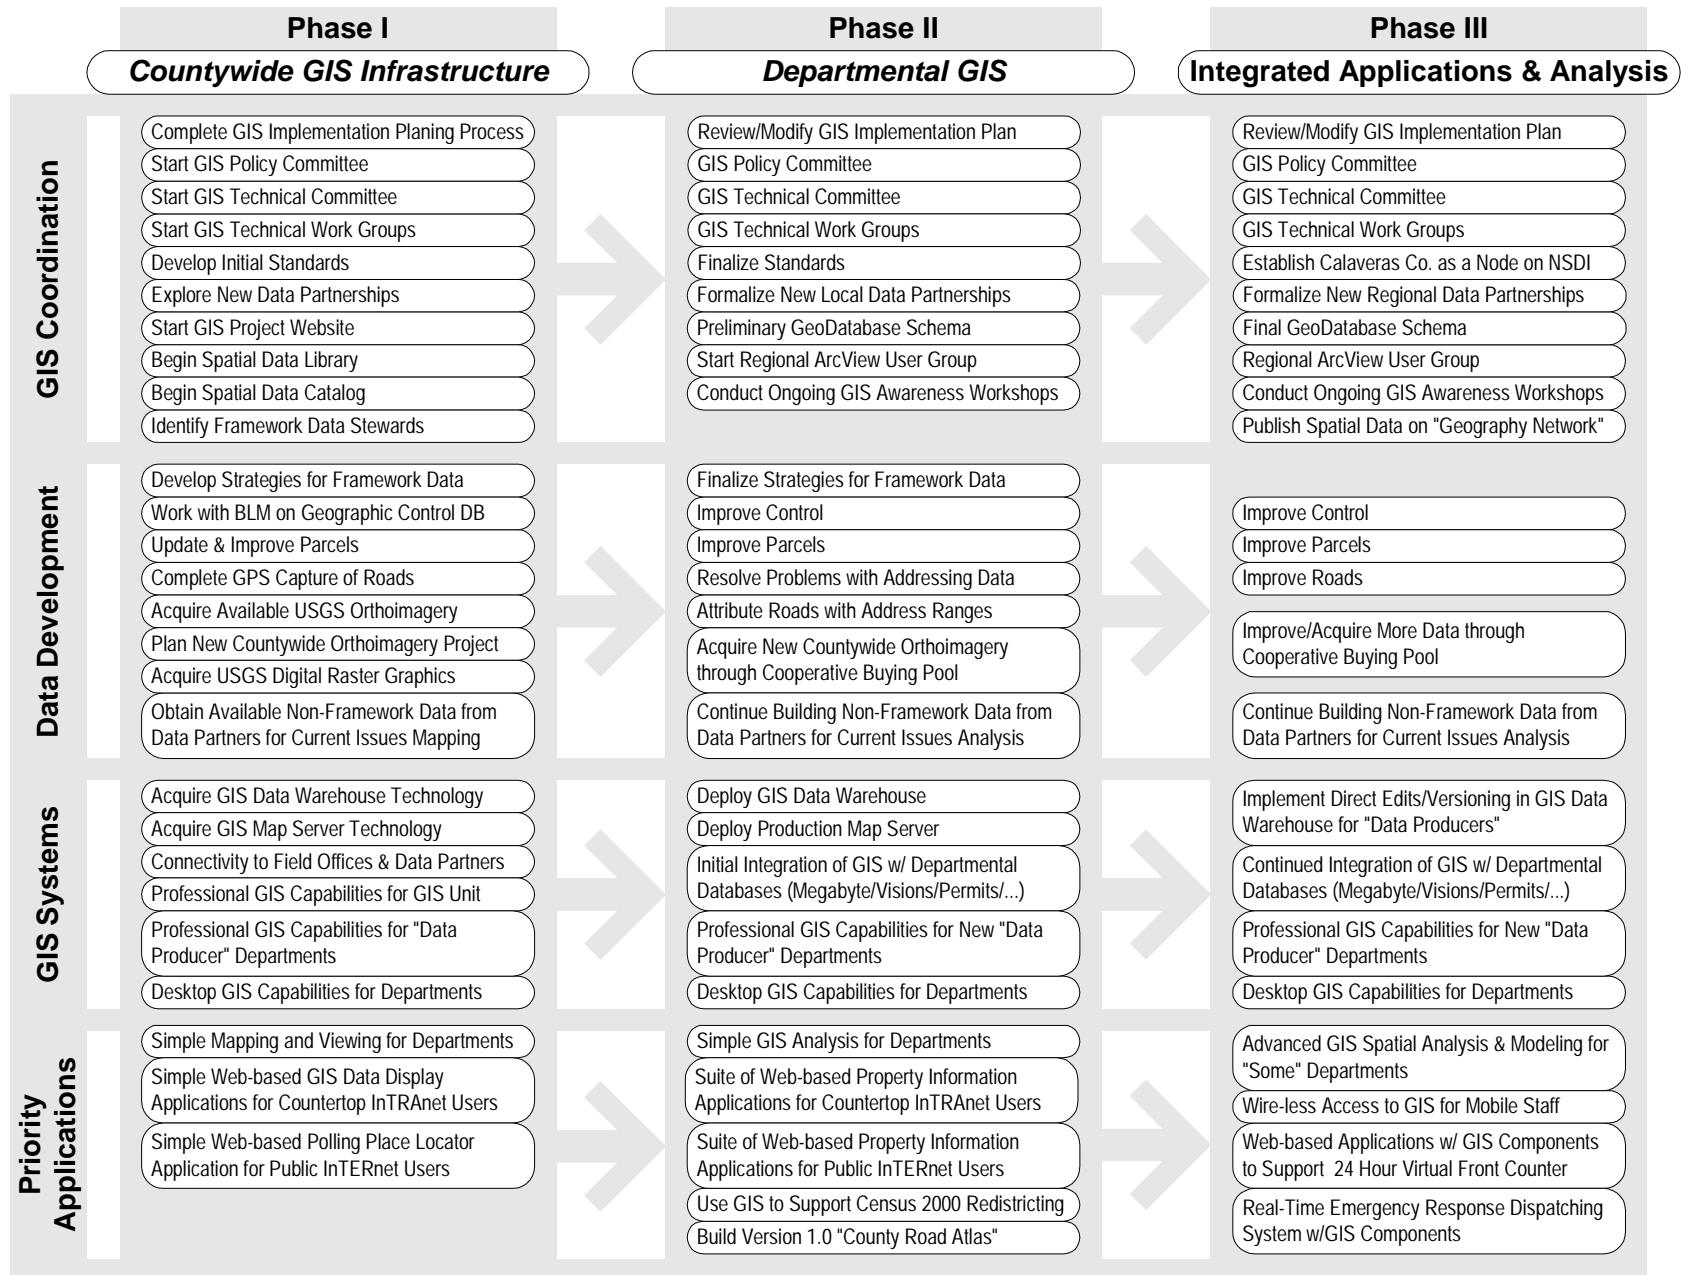 Phase I
Phase II
Phase III
Countywide GIS Infrastructure
Departmental GIS
Integrated Applications & Analysis
GIS Coordination
Complete GIS Implementation Planing Process
Start GIS Policy Committee
Start GIS Technical Committee
Start GIS Technical Work Groups
Develop Initial Standards
Explore New Data Partnerships
Start GIS Project Website
Begin Spatial Data Library
Begin Spatial Data Catalog
Identify Framework Data Stewards
Review/Modify GIS Implementation Plan
GIS Policy Committee
GIS Technical Committee
GIS Technical Work Groups
Finalize Standards
Formalize New Local Data Partnerships
Preliminary GeoDatabase Schema
Start Regional ArcView User Group
Conduct Ongoing GIS Awareness Workshops
Review/Modify GIS Implementation Plan
GIS Policy Committee
GIS Technical Committee
GIS Technical Work Groups
Establish Calaveras Co. as a Node on NSDI
Formalize New Regional Data Partnerships
Final GeoDatabase Schema
Regional ArcView User Group
Conduct Ongoing GIS Awareness Workshops
Publish Spatial Data on "Geography Network"
Data Development
Develop Strategies for Framework Data
Work with BLM on Geographic Control DB
Update & Improve Parcels
Complete GPS Capture of Roads
Acquire Available USGS Orthoimagery
Plan New Countywide Orthoimagery Project
Acquire USGS Digital Raster Graphics
Obtain Available Non-Framework Data from
Data Partners for Current Issues Mapping
Finalize Strategies for Framework Data
Improve Control
Improve Parcels
Resolve Problems with Addressing Data
Attribute Roads with Address Ranges
Acquire New Countywide Orthoimagery
through Cooperative Buying Pool
Continue Building Non-Framework Data from
Data Partners for Current Issues Analysis
Improve Control
Improve Parcels
Improve Roads
Improve/Acquire More Data through
Cooperative Buying Pool
Continue Building Non-Framework Data from
Data Partners for Current Issues Analysis
GIS Systems
Acquire GIS Data Warehouse Technology
Acquire GIS Map Server Technology
Connectivity to Field Offices & Data Partners
Professional GIS Capabilities for GIS Unit
Professional GIS Capabilities for "Data
Producer" Departments
Desktop GIS Capabilities for Departments
Deploy GIS Data Warehouse
Deploy Production Map Server
Initial Integration of GIS w/ Departmental
Databases (Megabyte/Visions/Permits/...)
Professional GIS Capabilities for New "Data
Producer" Departments
Desktop GIS Capabilities for Departments
Implement Direct Edits/Versioning in GIS Data
Warehouse for "Data Producers"
Continued Integration of GIS w/ Departmental
Databases (Megabyte/Visions/Permits/...)
Professional GIS Capabilities for New "Data
Producer" Departments
Desktop GIS Capabilities for Departments
Priority
Applications
Simple Mapping and Viewing for Departments
Simple Web-based GIS Data Display
Applications for Countertop InTRAnet Users
Simple Web-based Polling Place Locator
Application for Public InTERnet Users
Simple GIS Analysis for Departments
Suite of Web-based Property Information
Applications for Countertop InTRAnet Users
Suite of Web-based Property Information
Applications for Public InTERnet Users
Use GIS to Support Census 2000 Redistricting
Build Version 1.0 "County Road Atlas"
Advanced GIS Spatial Analysis & Modeling for
"Some" Departments
Wire-less Access to GIS for Mobile Staff
Web-based Applications w/ GIS Components
to Support 24 Hour Virtual Front Counter
Real-Time Emergency Response Dispatching
System w/GIS Components